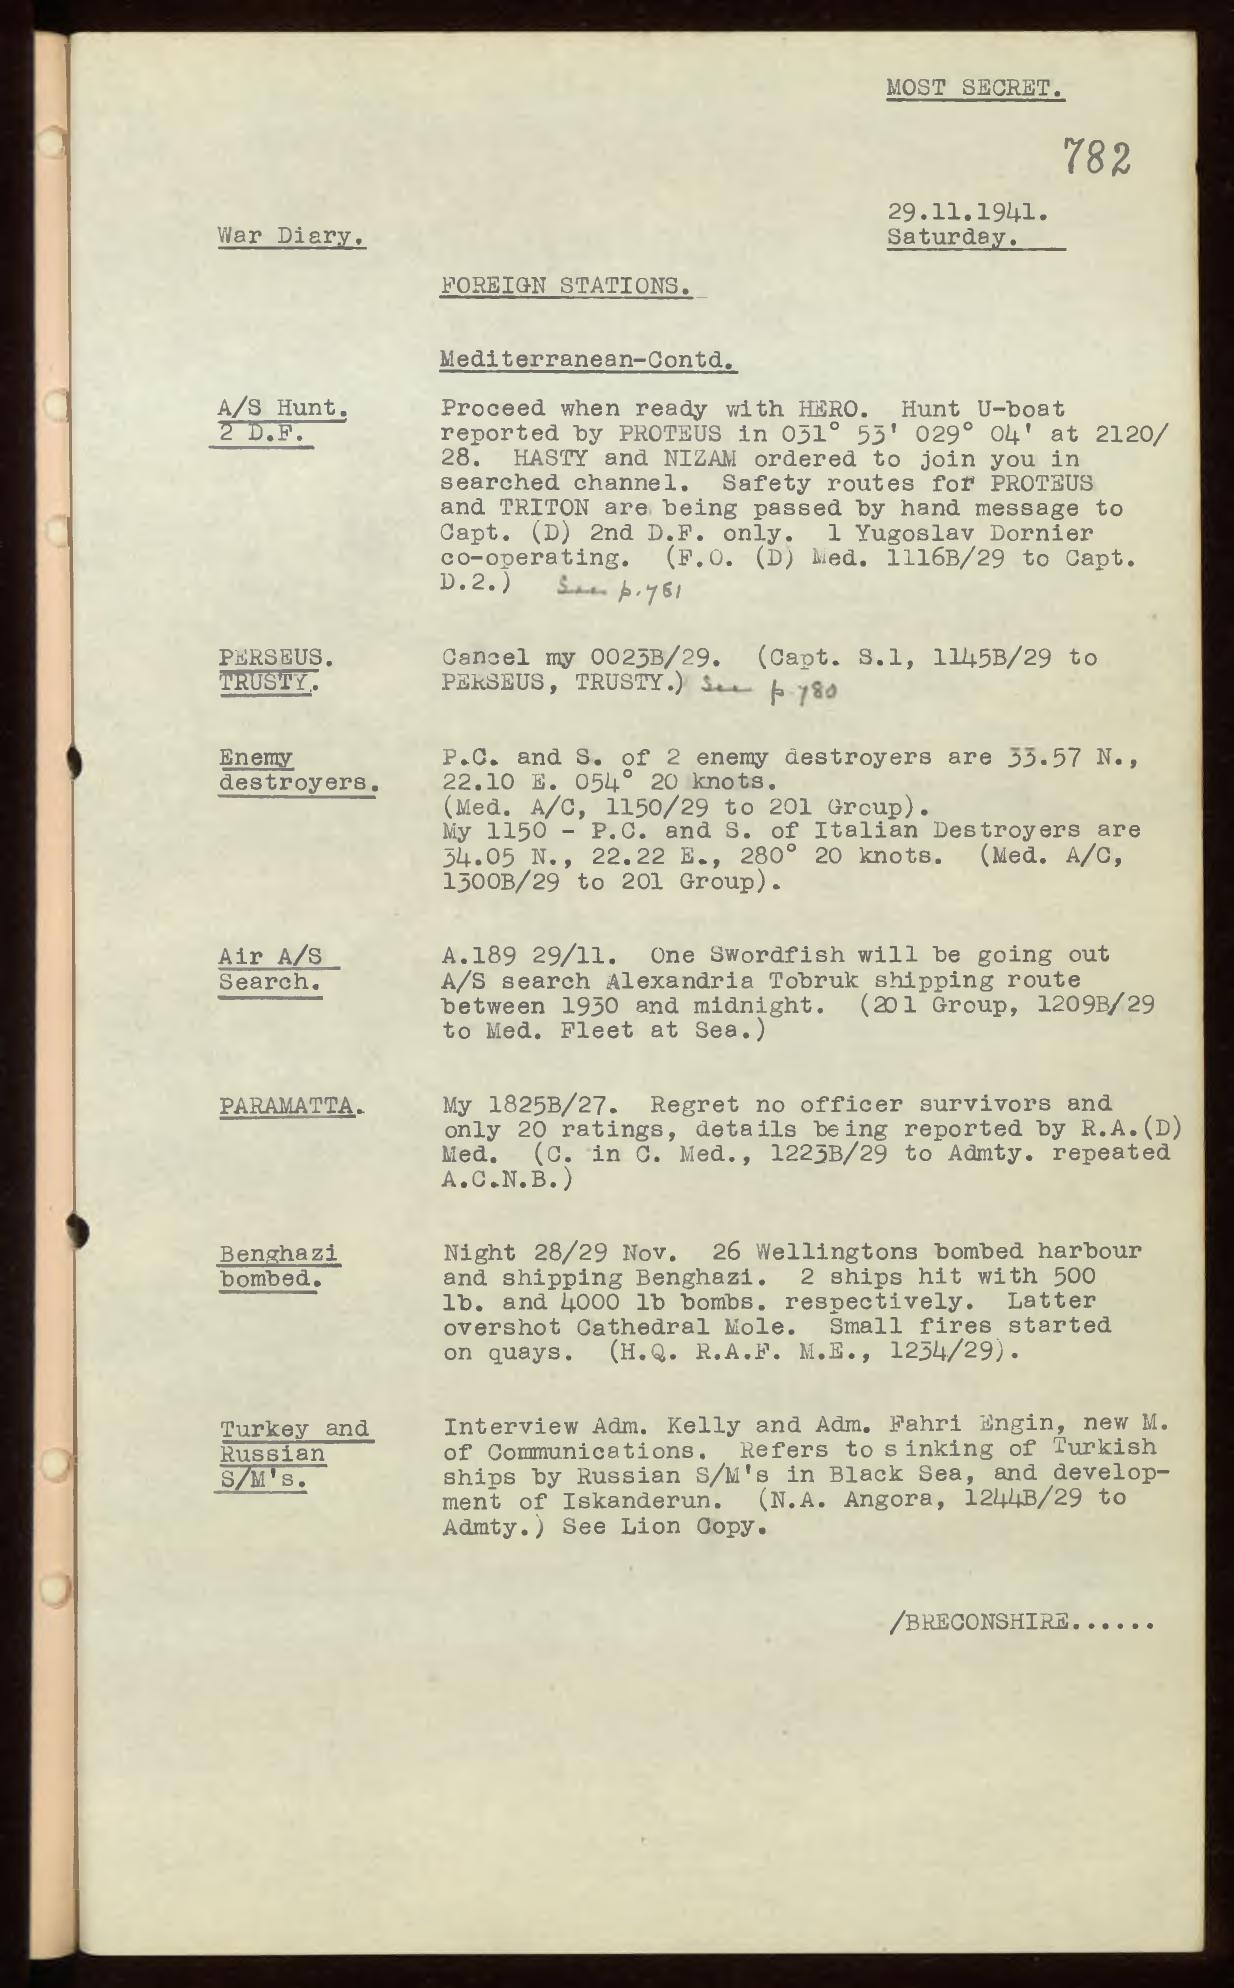 MOST SECRET.
782
29.11.1941.
War Diary.
Saturday.
FOREIGN STATIONS.
Mediterranean-Contd.
A/S Hunt.
2 D.F.
Proceed when ready with HERO. Hunt U-boat
reported by PROTEUS in 031° 53' 029° 04' at 2120/
28. HASTY and NIZAM ordered to join you in
searched channel. Safety routes for PROTEUS
and TRITON are being passed by hand message to
Capt. (D) 2nd D.F. only. 1 Yugoslav Dornier
co-operating. (F.O. (D) Med. 1116B/29 to Capt.
D.2.) See p.761
PERSEUS.
TRUSTY.
Cancel my 0023B/29. (Capt. S.1, 1145B/29 to
PERSEUS, TRUSTY.) See p 780
Enemy
destroyers.
P.C. and S. of 2 enemy destroyers are 33.57 N.,
22.10 E. 054° 20 knots.
(Med. A/C, 1150/29 to 201 Group).
My 1150 - P.C. and S. of Italian Destroyers are
34.05 N., 22.22 E., 280° 20 knots. (Med. A/C,
1300B/29 to 201 Group).
Air A/S
Search.
A.189 29/11. One Swordfish will be going out
A/S search Alexandria Tobruk shipping route
between 1930 and midnight. (201 Group, 1209B/29
to Med. Fleet at Sea.)
PARAMATTA.
My 1825B/27. Regret no officer survivors and
only 20 ratings, details being reported by R.A.(D)
Med. (C. in C. Med., 1223B/29 to Admty. repeated
A.C.N.B.)
Benghazi
bombed.
Night 28/29 Nov. 26 Wellingtons bombed harbour
and shipping Benghazi. 2 ships hit with 500
lb. and 4000 lb bombs. respectively. Latter
overshot Cathedral Mole. Small fires started
on quays. (H.Q. R.A.F. M.E., 1234/29).
Turkey and
Russian
S/M's.
Interview Adm. Kelly and Adm. Fahri Engin, new M.
of Communications. Refers to sinking of Turkish
ships by Russian S/M's in Black Sea, and develop-
ment of Iskanderun. (N.A. Angora, 1244B/29 to
Admty.) See Lion Copy.
/BRECONSHIRE......